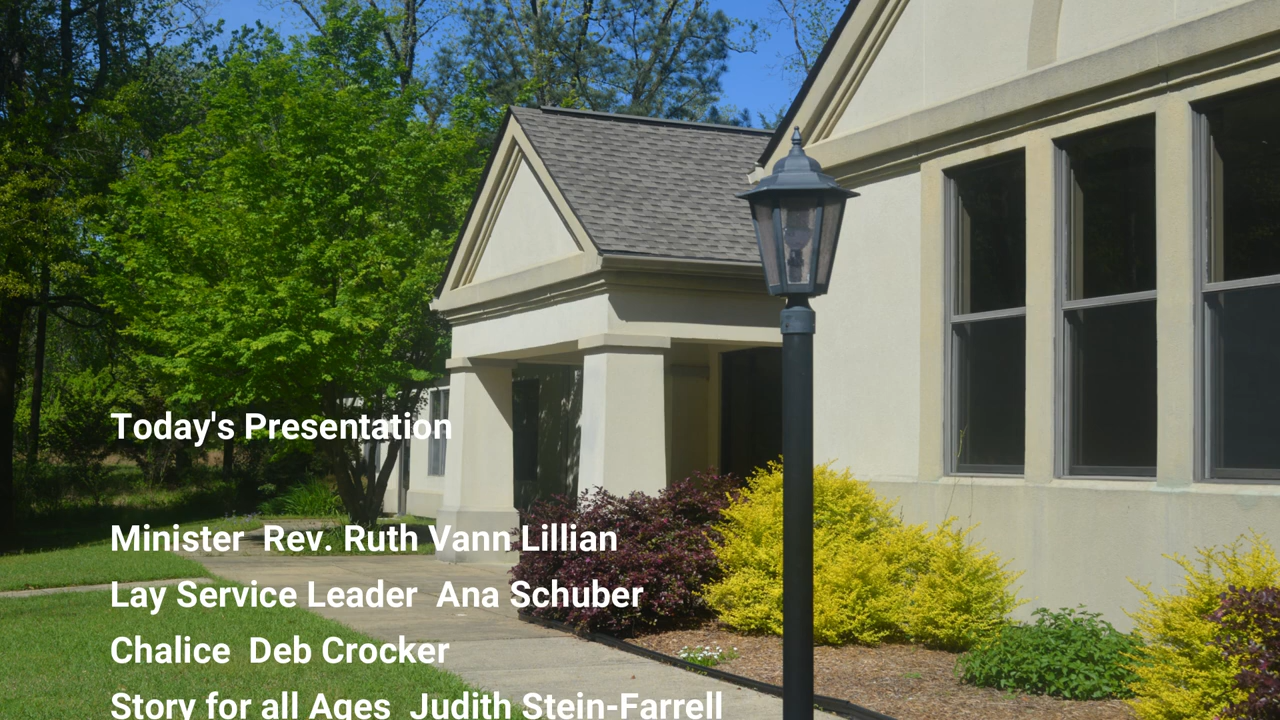 Today's Presentation
Minister  Rev. Ruth Vann Lillian
Lay Service Leader  Ana Schuber
Chalice  Deb Crocker
Story for all Ages  Judith Stein-Farrell